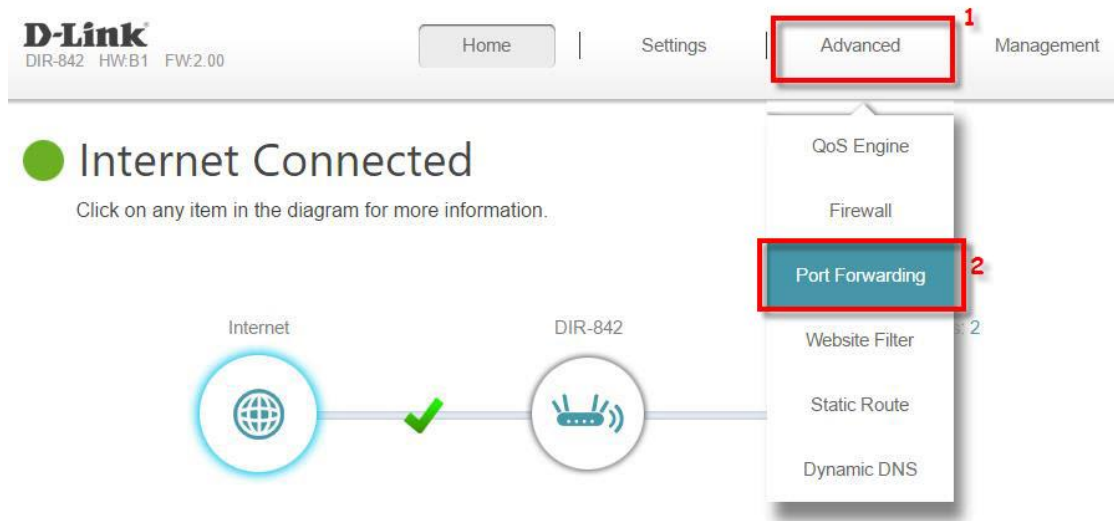 D-Link
DIR-842 HW:B1 FW:2.00
Home
Settings
Advanced
Management
1
Internet Connected
Click on any item in the diagram for more information.
QoS Engine
Firewall
Port Forwarding
2
Website Filter
Static Route
Dynamic DNS
Internet
DIR-842
2